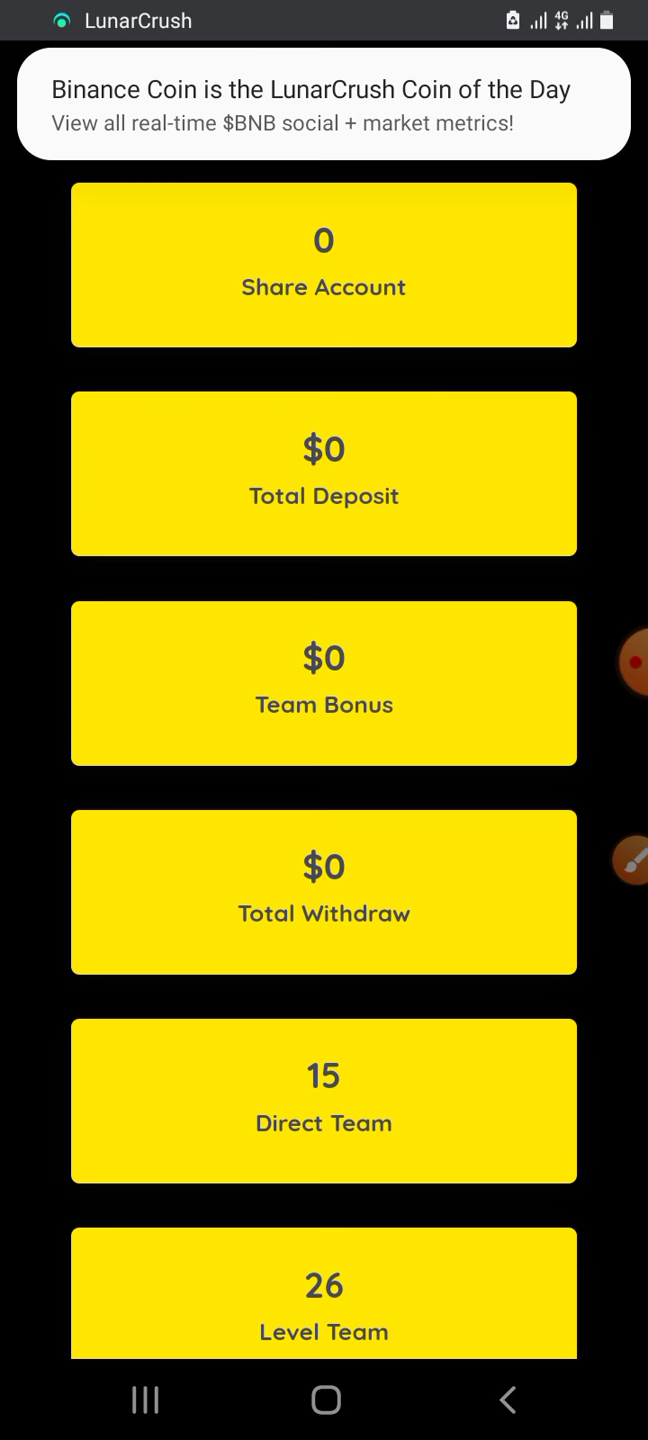 LunarCrush
4G
Binance Coin is the LunarCrush Coin of the Day
View all real-time $BNB social + market metrics!
0
Share Account
$0
Total Deposit
$0
Team Bonus
$0
Total Withdraw
15
Direct Team
26
Level Team